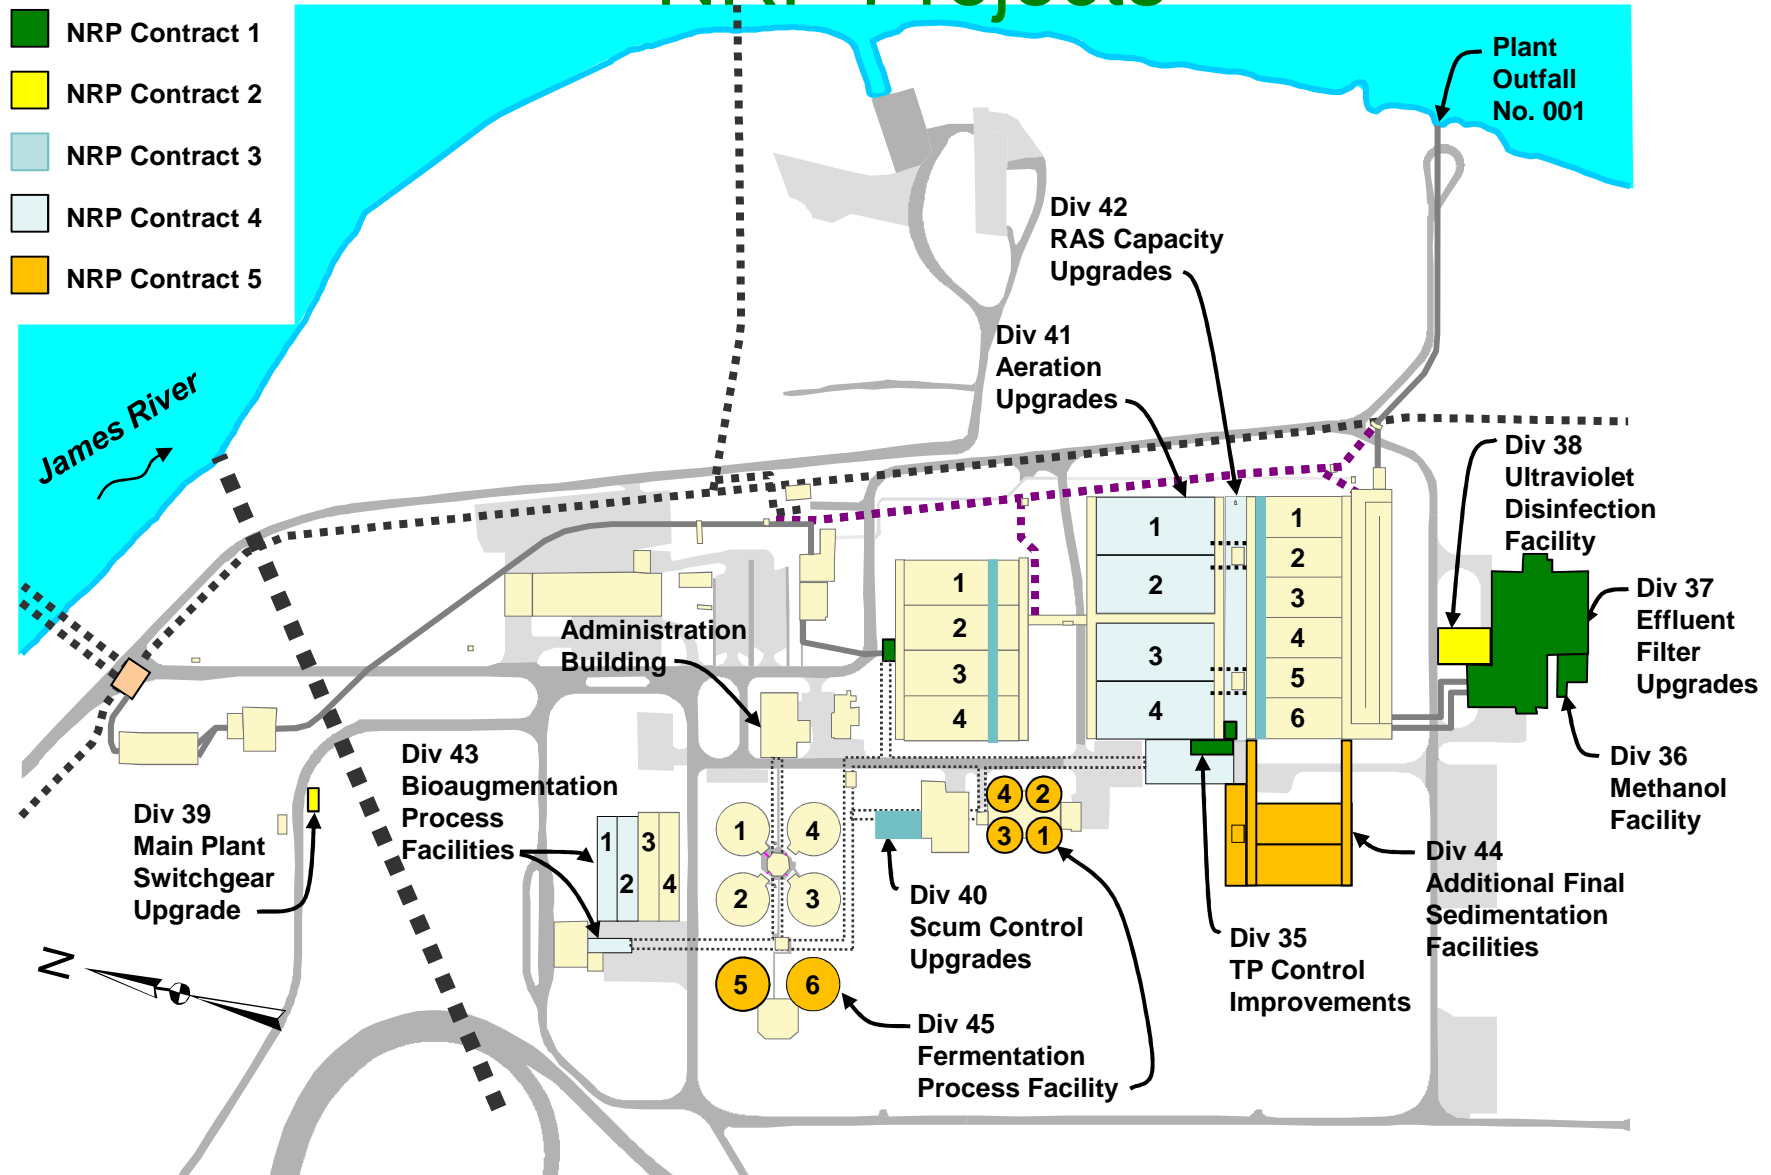 NRP Projects
NRP Contract 1
NRP Contract 2
NRP Contract 3
NRP Contract 4
NRP Contract 5
Plant
Outfall
No. 001
James River
Div 42
RAS Capacity
Upgrades
Div 41
Aeration
Upgrades
Div 38
Ultraviolet
Disinfection
Facility
Div 37
Effluent
Filter
Upgrades
Div 36
Methanol
Facility
Administration
Building
1
2
3
4
1
2
3
4
1
2
3
4
5
6
Div 43
Bioaugmentation
Process
Facilities
Div 39
Main Plant
Switchgear
Upgrade
1
2
3
4
1
4
2
3
5
6
4
2
3
1
Div 40
Scum Control
Upgrades
Div 44
Additional Final
Sedimentation
Facilities
Div 35
TP Control
Improvements
Div 45
Fermentation
Process Facility
N